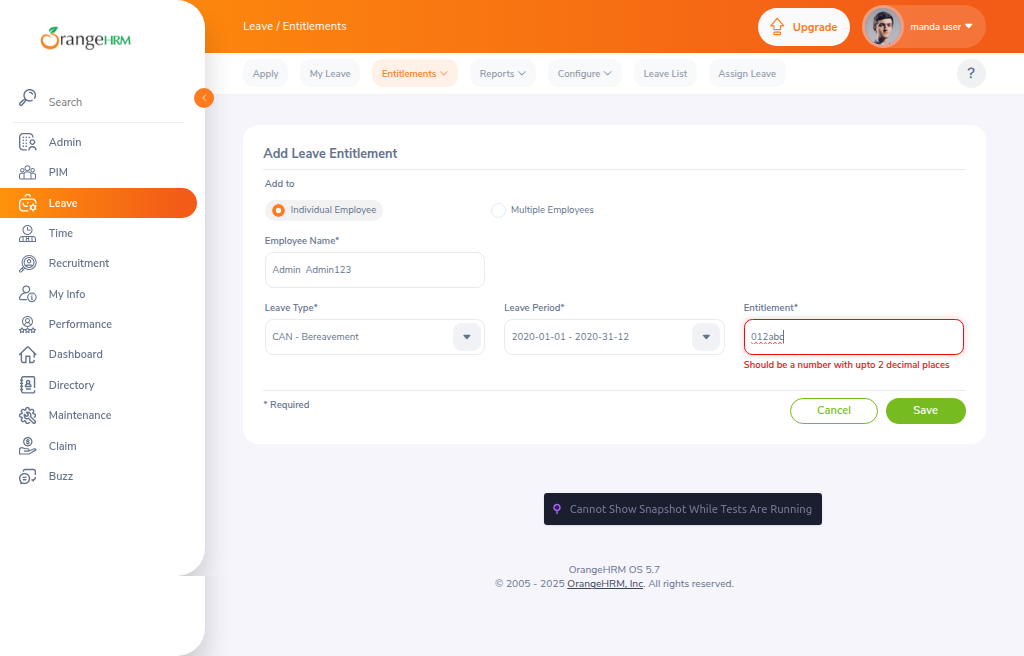 OrangeHRM
Leave / Entitlements
Upgrade
manda user
Apply
My Leave
Entitlements
Reports
Configure
Leave List
Assign Leave
?
Search
Admin
PIM
Leave
Time
Recruitment
My Info
Performance
Dashboard
Directory
Maintenance
Claim
Buzz
Add Leave Entitlement
Add to
Individual Employee
Multiple Employees
Employee Name*
Admin Admin123
Leave Type*
Leave Period*
Entitlement*
CAN - Bereavement
2020-01-01 - 2020-31-12
012abc
Should be a number with upto 2 decimal places
* Required
Cancel
Save
Cannot Show Snapshot While Tests Are Running
OrangeHRM OS 5.7
© 2005 - 2025 OrangeHRM, Inc. All rights reserved.